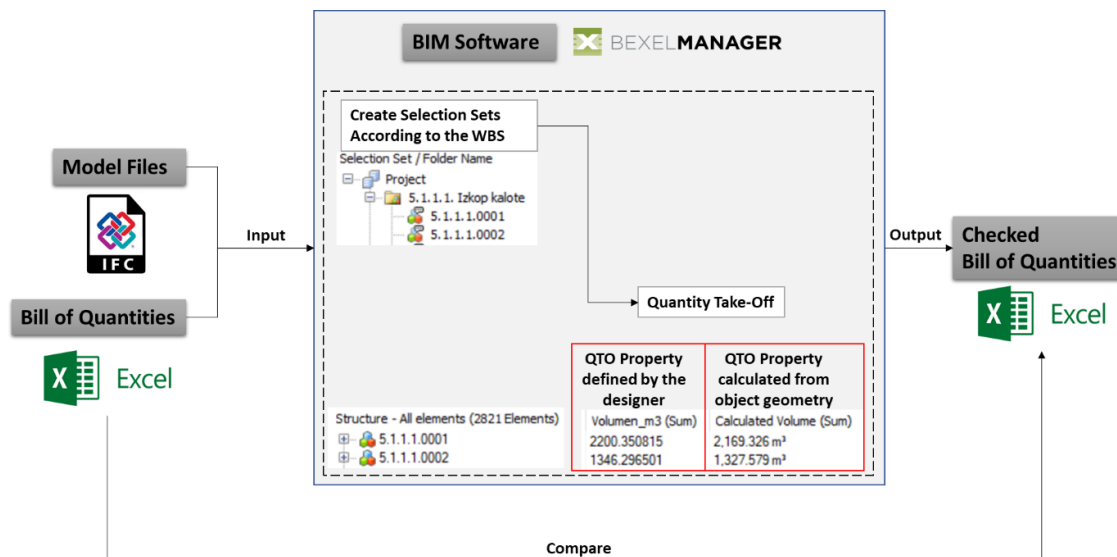 BIM Software
BEXELMANAGER
Create Selection Sets
According to the WBS
Selection Set / Folder Name
Project
5.1.1.1. Izkop kalote
5.1.1.1.0001
5.1.1.1.0002
Model Files
IFC
Input
Bill of Quantities
Excel
Quantity Take-Off
QTO Property
defined by the
designer
QTO Property
calculated from
object geometry
Structure - All elements (2821 Elements)
Volumen_m3 (Sum)
Calculated Volume (Sum)
5.1.1.1.0001
2200.350815
2,169.326 m³
5.1.1.1.0002
1346.296501
1,327.579 m³
Output
Checked
Bill of Quantities
Excel
Compare